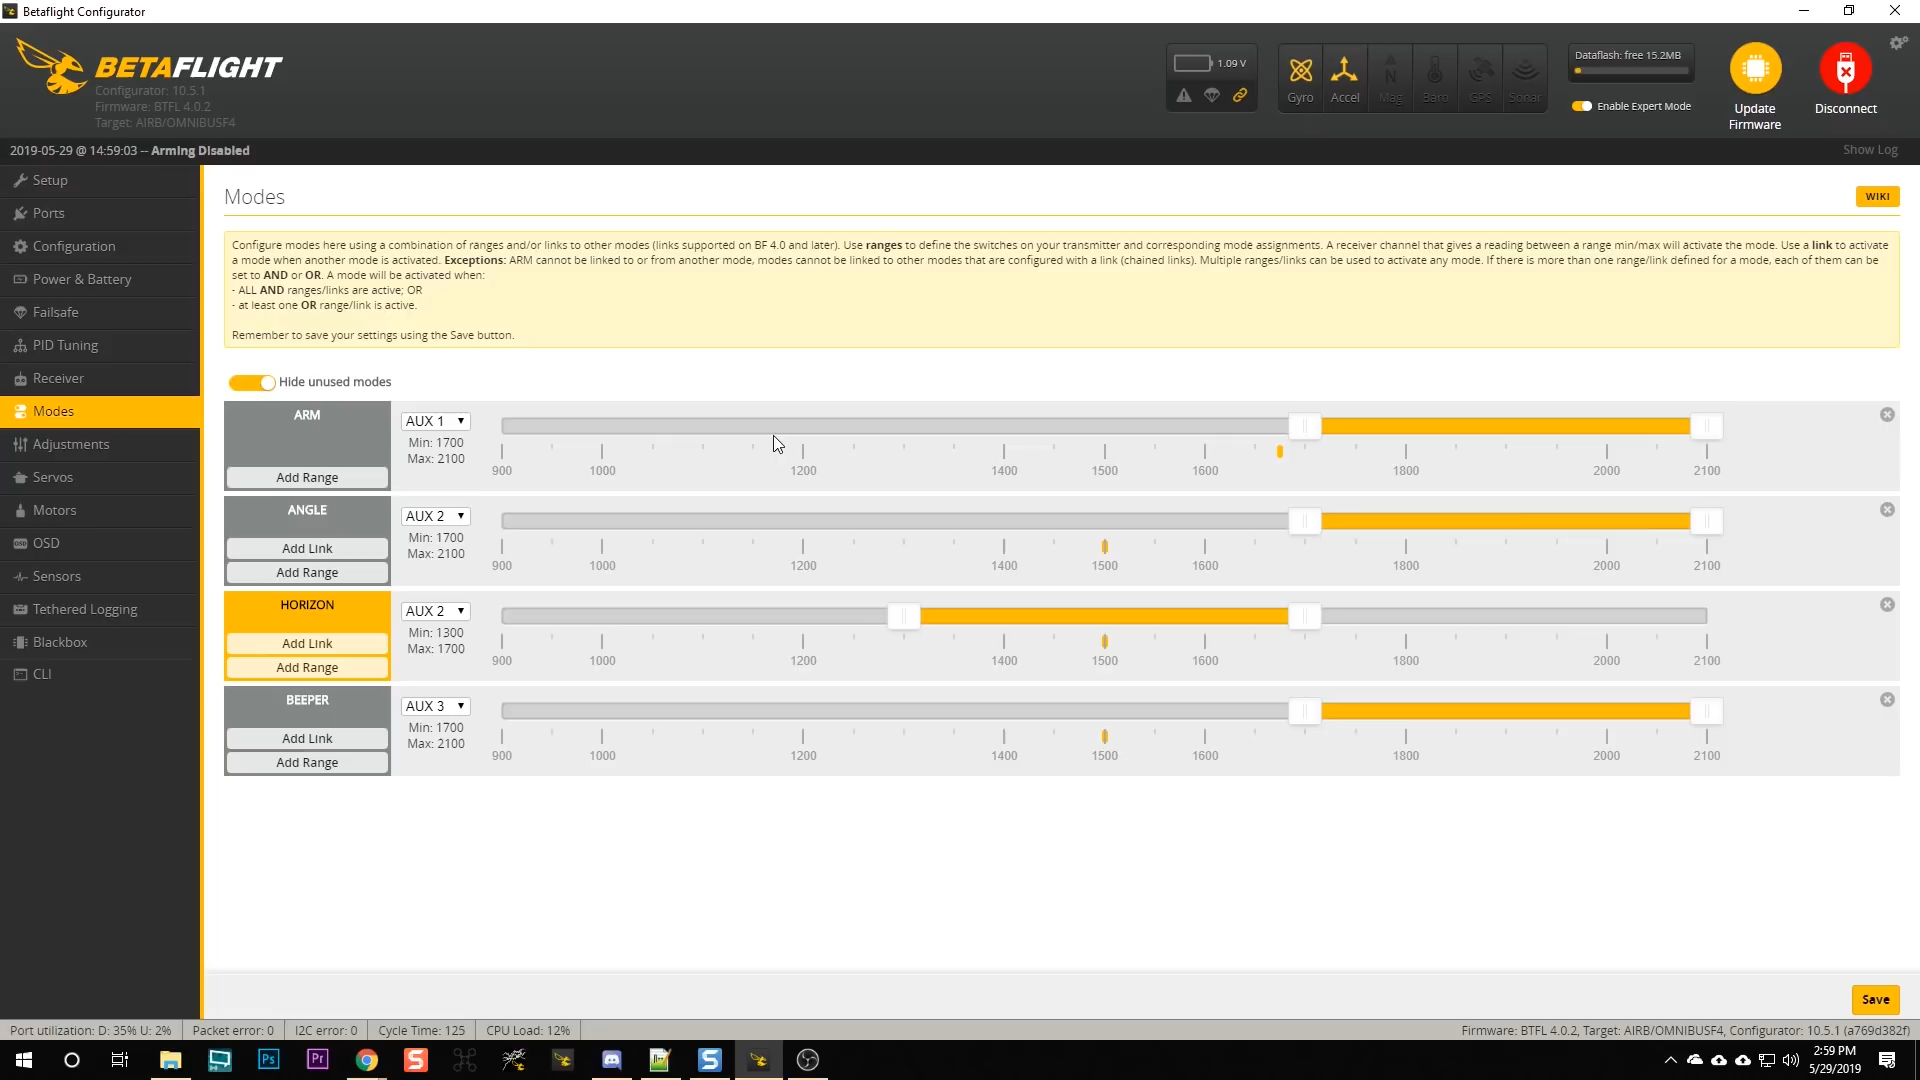 Betaflight Configurator
BETAFLIGHT
Configurator: 10.5.1
Firmware: BTFL 4.0.2
Target: AIRB/OMNIBUSF4
1.09 V
Gyro
Accel
Mag
Baro
GPS
Sonar
Dataflash: free 15.2MB
Enable Expert Mode
Update
Firmware
Disconnect
2019-05-29 @ 14:59:03 -- Arming Disabled
Show Log
Setup
Ports
Configuration
Power & Battery
Failsafe
PID Tuning
Receiver
Modes
Adjustments
Servos
Motors
OSD
Sensors
Tethered Logging
Blackbox
CLI
Modes
WIKI
Configure modes here using a combination of ranges and/or links to other modes (links supported on BF 4.0 and later). Use ranges to define the switches on your transmitter and corresponding mode assignments. A receiver channel that gives a reading between a range min/max will activate the mode. Use a link to activate
a mode when another mode is activated. Exceptions: ARM cannot be linked to or from another mode, modes cannot be linked to other modes that are configured with a link (chained links). Multiple ranges/links can be used to activate any mode. If there is more than one range/link defined for a mode, each of them can be
set to AND or OR. A mode will be activated when:
- ALL AND ranges/links are active; OR
- at least one OR range/link is active.
Remember to save your settings using the Save button.
Hide unused modes
ARM
Add Range
AUX 1
Min: 1700
Max: 2100
900 1000 1200 1400 1500 1600 1800 2000 2100
ANGLE
Add Link
Add Range
AUX 2
Min: 1700
Max: 2100
900 1000 1200 1400 1500 1600 1800 2000 2100
HORIZON
Add Link
Add Range
AUX 2
Min: 1300
Max: 1700
900 1000 1200 1400 1500 1600 1800 2000 2100
BEEPER
Add Link
Add Range
AUX 3
Min: 1700
Max: 2100
900 1000 1200 1400 1500 1600 1800 2000 2100
Save
Port utilization: D: 35% U: 2% Packet error: 0 I2C error: 0 Cycle Time: 125 CPU Load: 12%
Firmware: BTFL 4.0.2, Target: AIRB/OMNIBUSF4, Configurator: 10.5.1 (a769d382f)
Ps
Pr
S
S
2:59 PM
5/29/2019